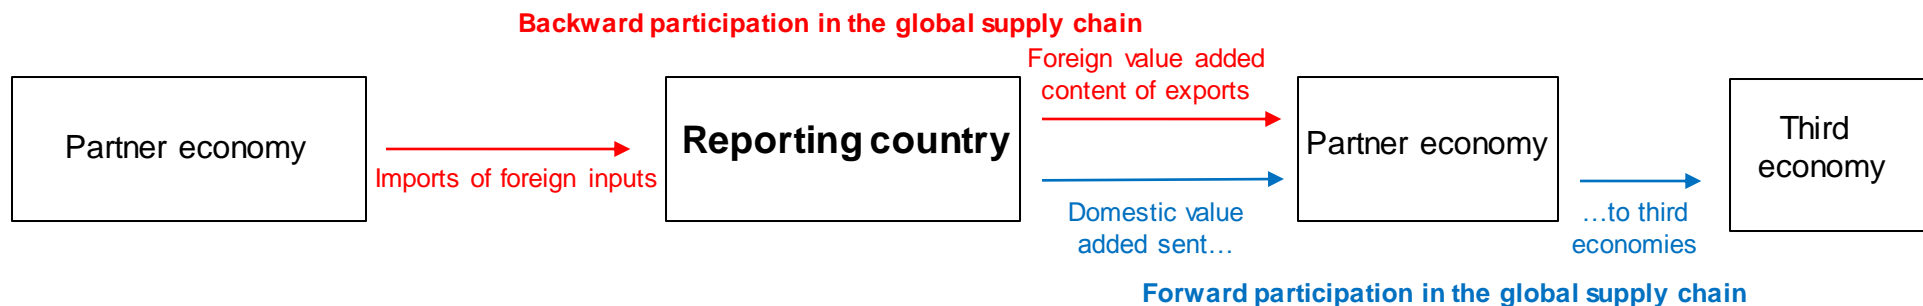 Backward participation in the global supply chain
Partner economy
Imports of foreign inputs
Reporting country
Foreign value added
content of exports
Domestic value
added sent…
Partner economy
…to third
economies
Third
economy
Forward participation in the global supply chain